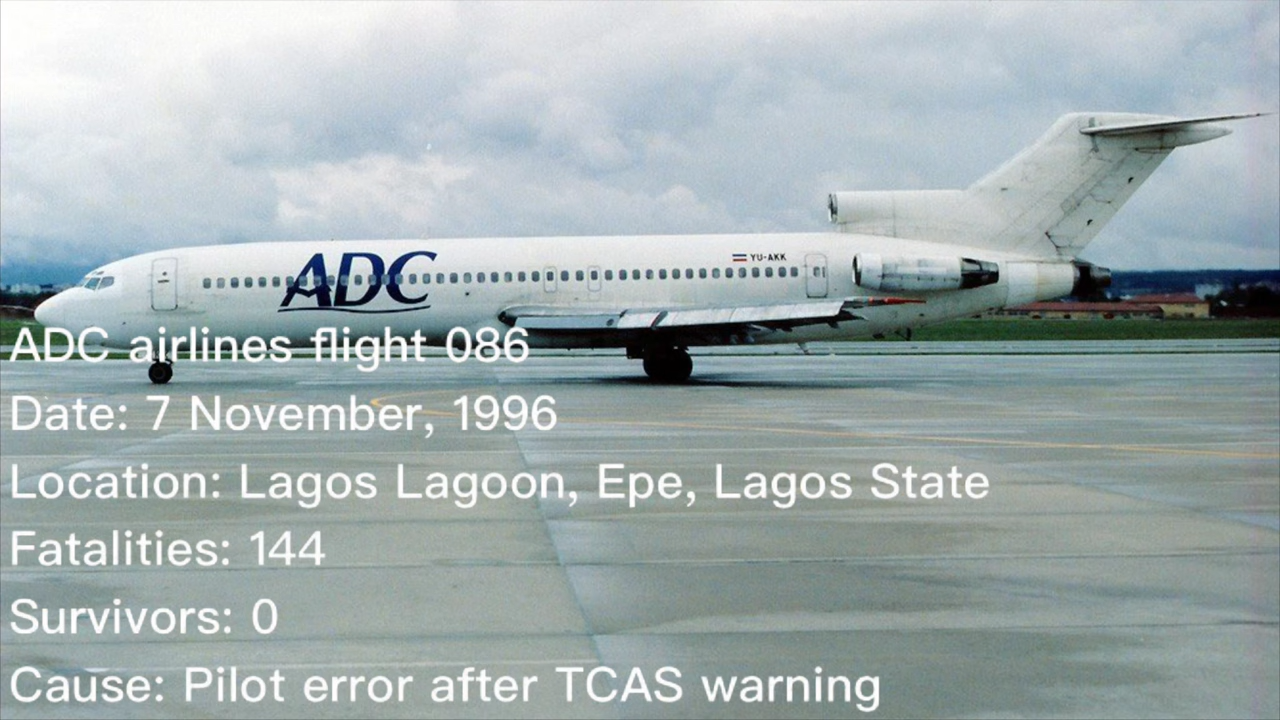 ADC
YU-AKK
ADC airlines flight 086
Date: 7 November, 1996
Location: Lagos Lagoon, Epe, Lagos State
Fatalities: 144
Survivors: 0
Cause: Pilot error after TCAS warning